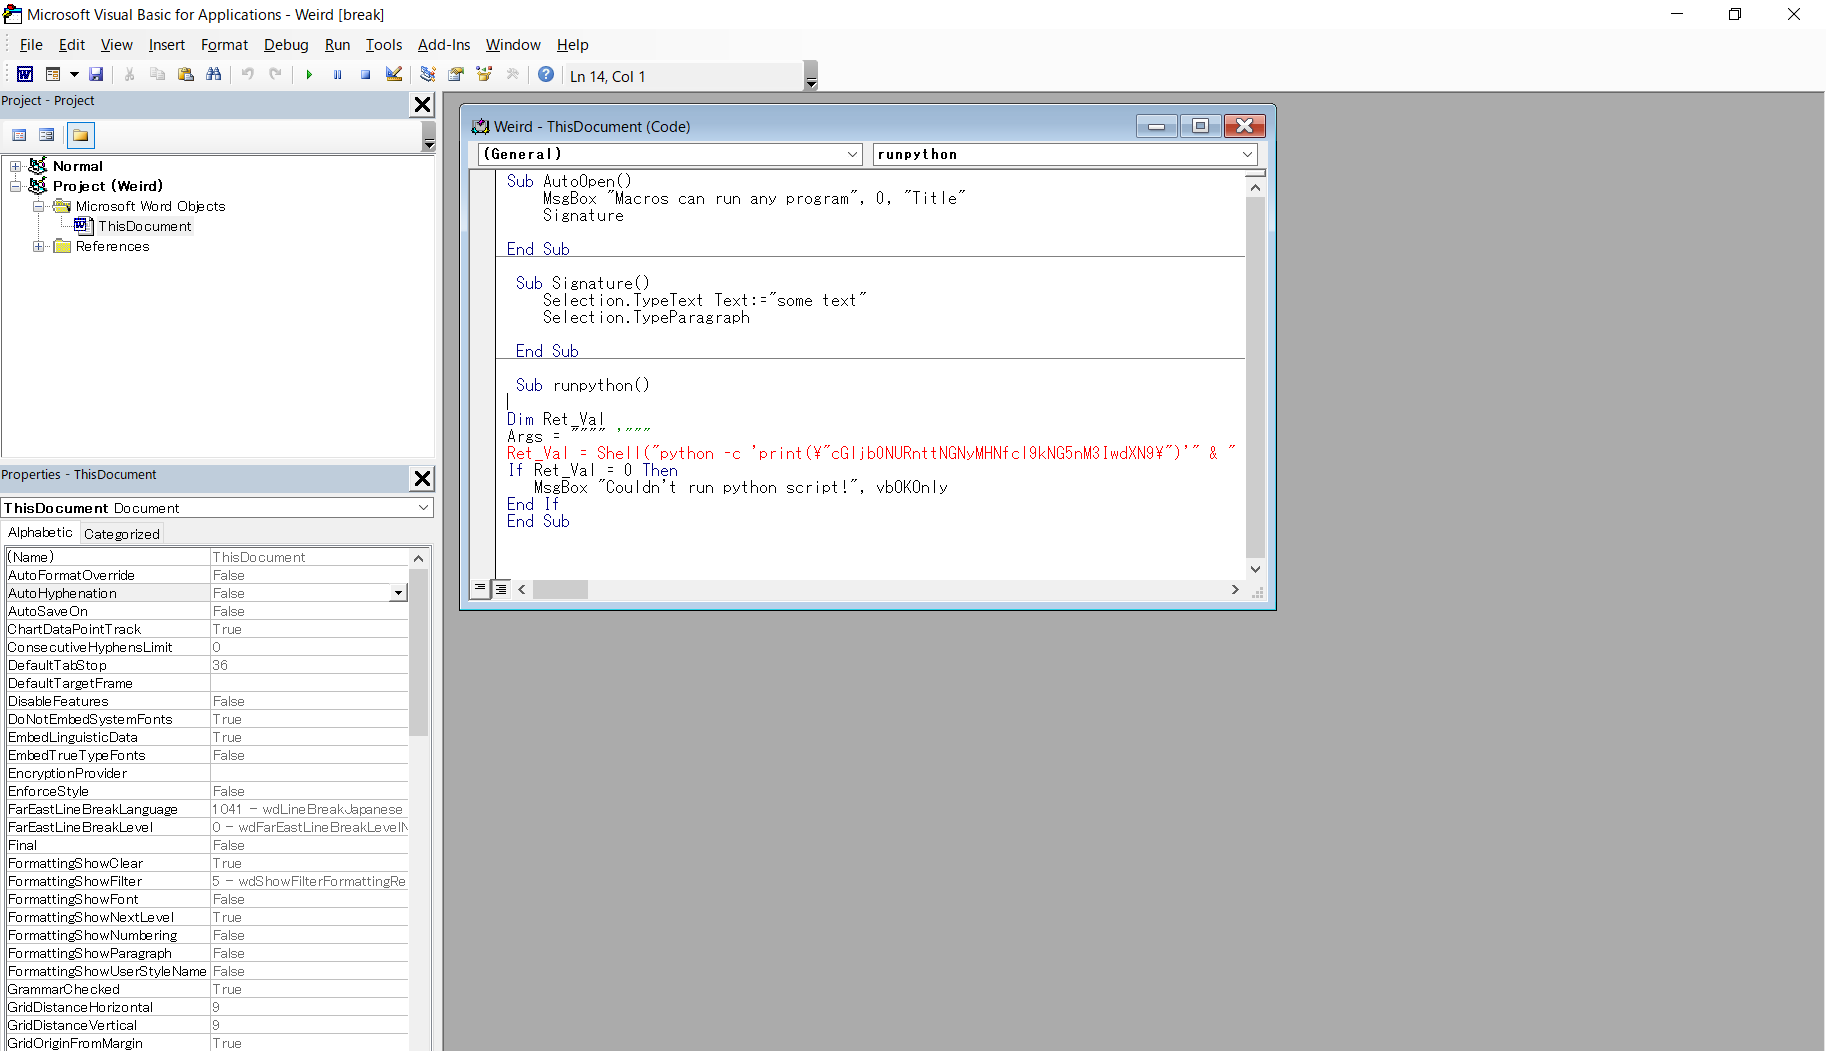 Microsoft Visual Basic for Applications - Weird [break]
File Edit View Insert Format Debug Run Tools Add-Ins Window Help
Ln 14, Col 1
Project - Project
Normal
Project (Weird)
Microsoft Word Objects
ThisDocument
References
Properties - ThisDocument
ThisDocument Document
Alphabetic Categorized
(Name) ThisDocument
AutoFormatOverride False
AutoHyphenation False
AutoSaveOn False
ChartDataPointTrack True
ConsecutiveHyphensLimit 0
DefaultTabStop 36
DefaultTargetFrame
DisableFeatures False
DoNotEmbedSystemFonts True
EmbedLinguisticData True
EmbedTrueTypeFonts False
EncryptionProvider
EnforceStyle False
FarEastLineBreakLanguage 1041 - wdLineBreakJapanese
FarEastLineBreakLevel 0 - wdFarEastLineBreakLevelN
Final False
FormattingShowClear True
FormattingShowFilter 5 - wdShowFilterFormattingRe
FormattingShowFont False
FormattingShowNextLevel True
FormattingShowNumbering False
FormattingShowParagraph False
FormattingShowUserStyleName False
GrammarChecked True
GridDistanceHorizontal 9
GridDistanceVertical 9
GridOriginFromMargin True
Weird - ThisDocument (Code)
(General) runpython
Sub AutoOpen()
MsgBox "Macros can run any program", 0, "Title"
Signature
End Sub
Sub Signature()
Selection.TypeText Text:="some text"
Selection.TypeParagraph
End Sub
Sub runpython()
Dim Ret_Val
Args = """" '"""
Ret_Val = Shell("python -c 'print(¥"cGljb0NURnttNGNyMHNfcl9kNG5nM3IwdXN9¥")'" & "
If Ret_Val = 0 Then
MsgBox "Couldn't run python script!", vbOKOnly
End If
End Sub